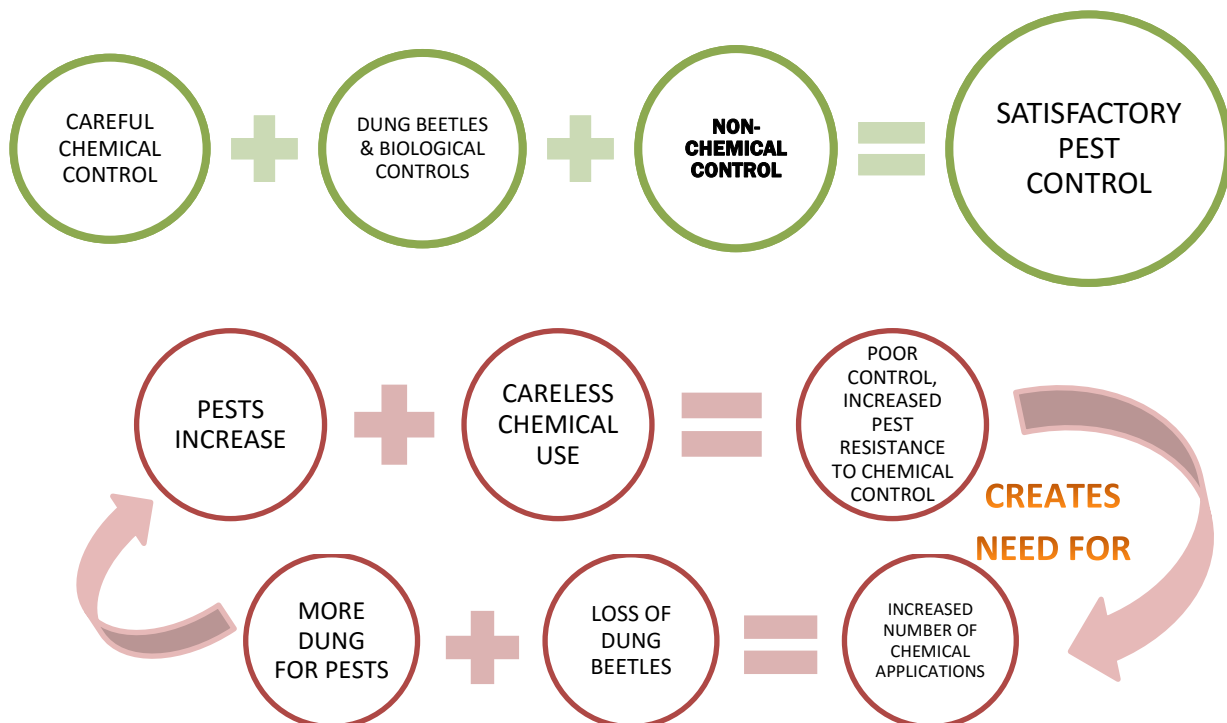 CAREFUL
CHEMICAL
CONTROL
DUNG BEETLES
& BIOLOGICAL
CONTROLS
NON-
CHEMICAL
CONTROL
SATISFACTORY
PEST
CONTROL
PESTS
INCREASE
CARELESS
CHEMICAL
USE
POOR
CONTROL,
INCREASED
PEST
RESISTANCE
TO CHEMICAL
CONTROL
CREATES
NEED FOR
MORE
DUNG
FOR PESTS
LOSS OF
DUNG
BEETLES
INCREASED
NUMBER OF
CHEMICAL
APPLICATIONS